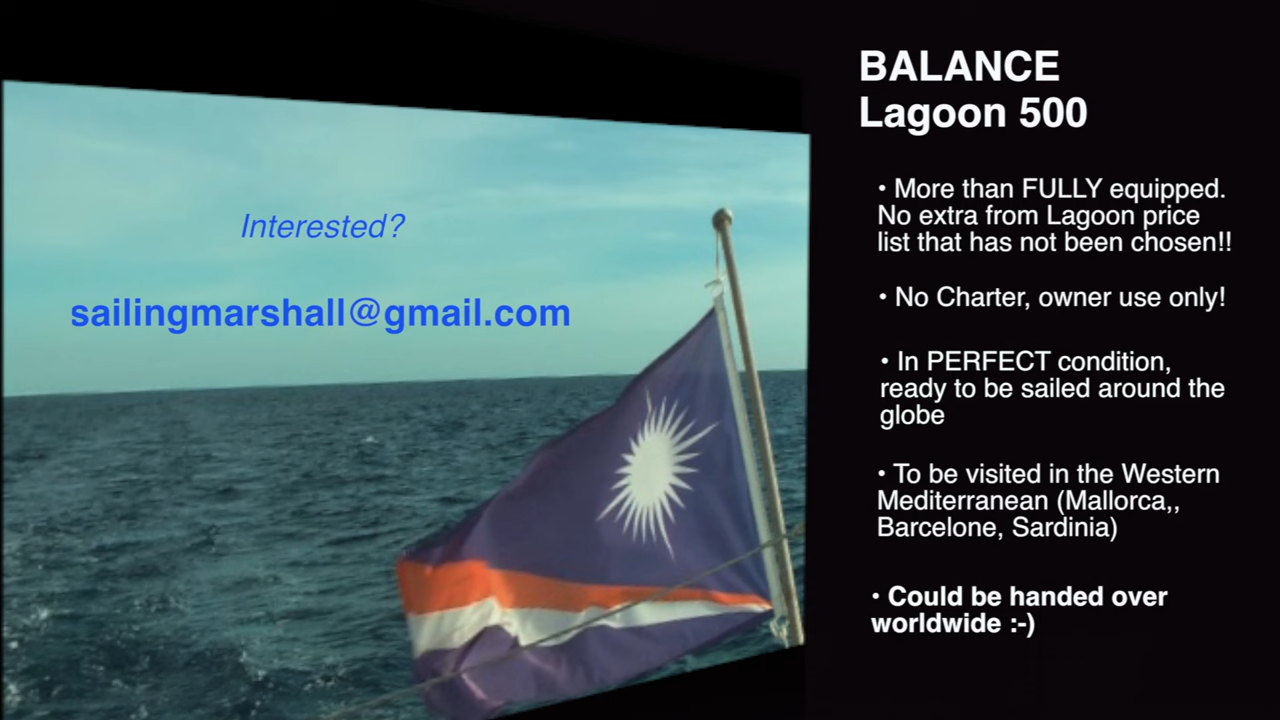 Interested?
sailingmarshall@gmail.com
BALANCE
Lagoon 500
• More than FULLY equipped.
No extra from Lagoon price
list that has not been chosen!!
• No Charter, owner use only!
• In PERFECT condition,
ready to be sailed around the
globe
• To be visited in the Western
Mediterranean (Mallorca,,
Barcelone, Sardinia)
• Could be handed over
worldwide :-)